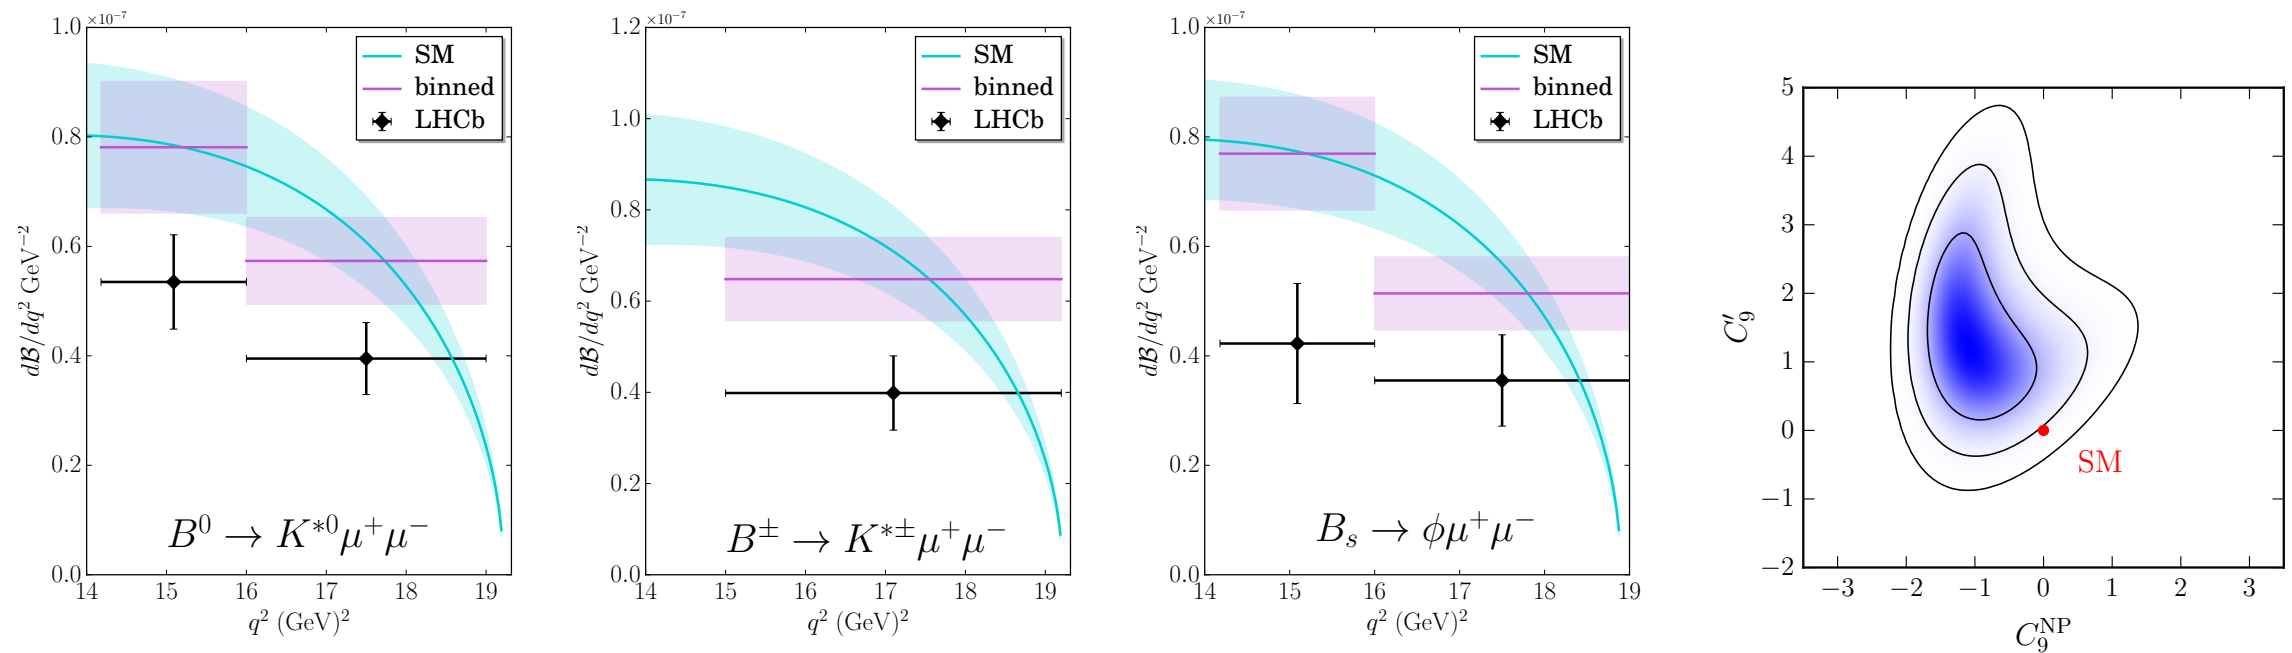 1.0 ×10⁻⁷
0.8
0.6
0.4
0.2
0.0
14 15 16 17 18 19
dℬ/dq² GeV⁻²
q² (GeV)²
SM
binned
LHCb
B⁰ → K*⁰μ⁺μ⁻
1.2 ×10⁻⁷
1.0
0.8
0.6
0.4
0.2
0.0
14 15 16 17 18 19
dℬ/dq² GeV⁻²
q² (GeV)²
SM
binned
LHCb
B± → K*±μ⁺μ⁻
1.0 ×10⁻⁷
0.8
0.6
0.4
0.2
0.0
14 15 16 17 18 19
dℬ/dq² GeV⁻²
q² (GeV)²
SM
binned
LHCb
Bₛ → ϕμ⁺μ⁻
5
4
3
2
1
0
−1
−2
−3 −2 −1 0 1 2 3
C₉′
C₉ᴺᴾ
SM